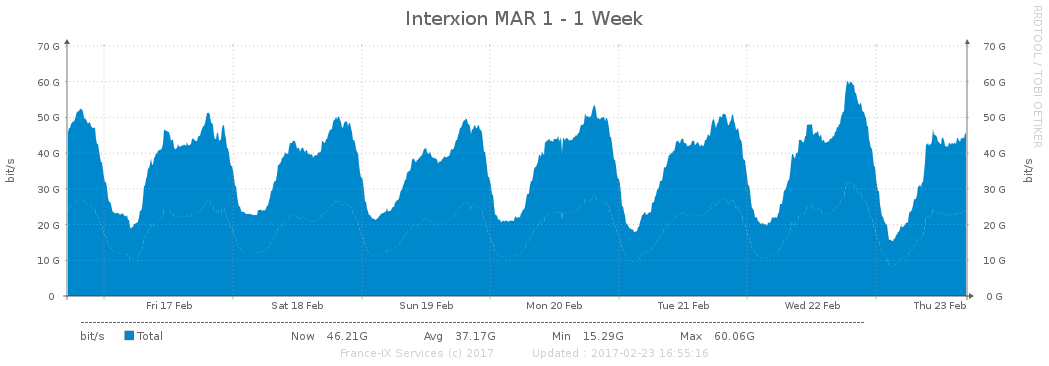 Interxion MAR 1 - 1 Week
RRDTOOL / TOBI OETIKER
bit/s
70 G
60 G
50 G
40 G
30 G
20 G
10 G
0
70 G
60 G
50 G
40 G
30 G
20 G
10 G
0 G
bit/s
Fri 17 Feb Sat 18 Feb Sun 19 Feb Mon 20 Feb Tue 21 Feb Wed 22 Feb Thu 23 Feb
bit/s Total Now 46.21G Avg 37.17G Min 15.29G Max 60.06G
France-IX Services (c) 2017 Updated : 2017-02-23 16:55:16